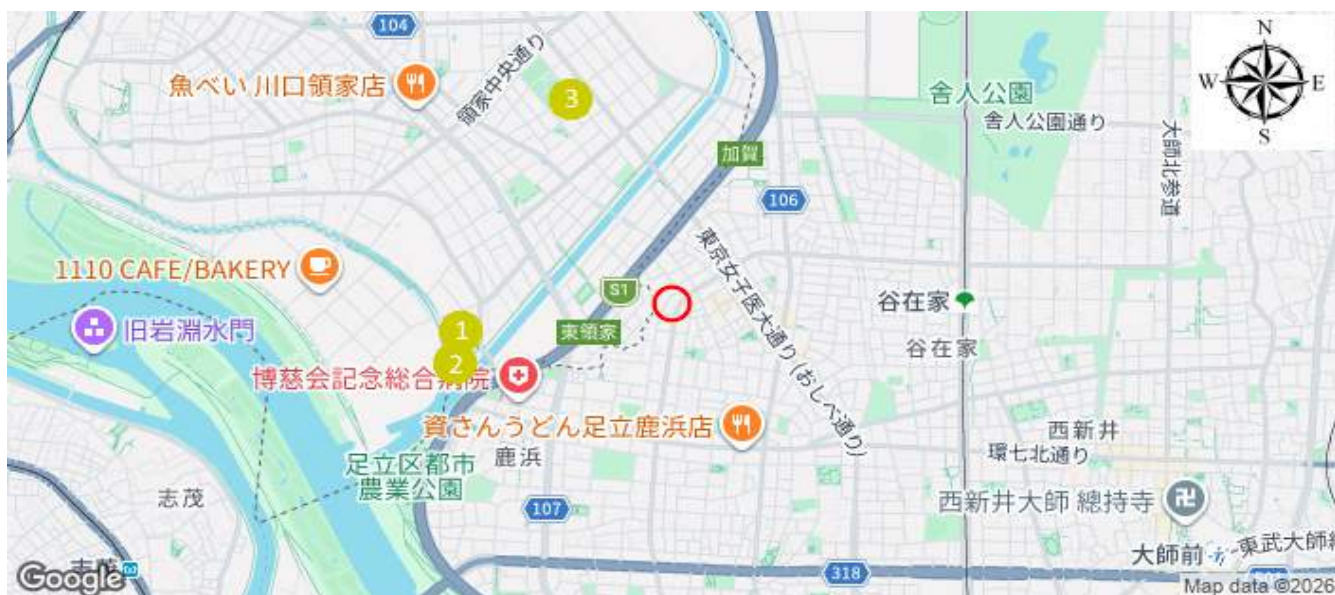 104
魚べい 川口領家店
領家中央通り
3
舎人公園
舎人公園通り
大師北参道
N
W
E
S
加賀
106
1110 CAFE/BAKERY
S1
東京女子医大通り (おしべ通り)
谷在家
旧岩淵水門
1
東領家
谷在家
2
博慈会記念総合病院
資さんうどん足立鹿浜店
西新井
足立区都市
農業公園
鹿浜
環七北通り
志茂
107
西新井大師 總持寺
大師前
東武大師線
318
志茂
Google
Map data ©2026